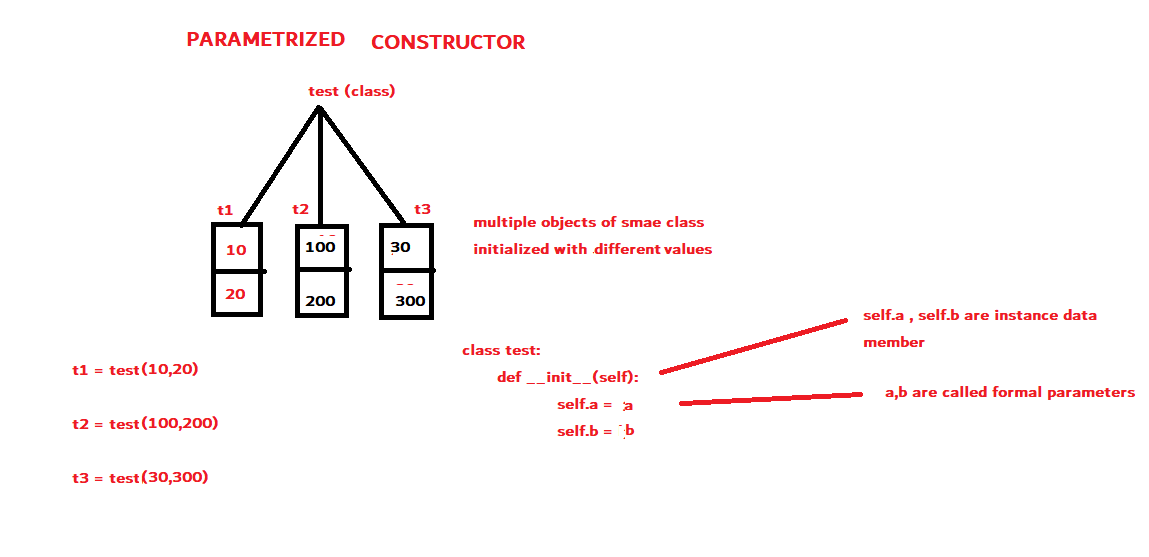 PARAMETRIZED CONSTRUCTOR
test (class)
t1 t2 t3
10 100 30
20 200 300
multiple objects of smae class
initialized with different values
t1 = test(10,20)
t2 = test(100,200)
t3 = test(30,300)
class test:
def __init__(self):
self.a = a
self.b = b
self.a , self.b are instance data
member
a,b are called formal parameters